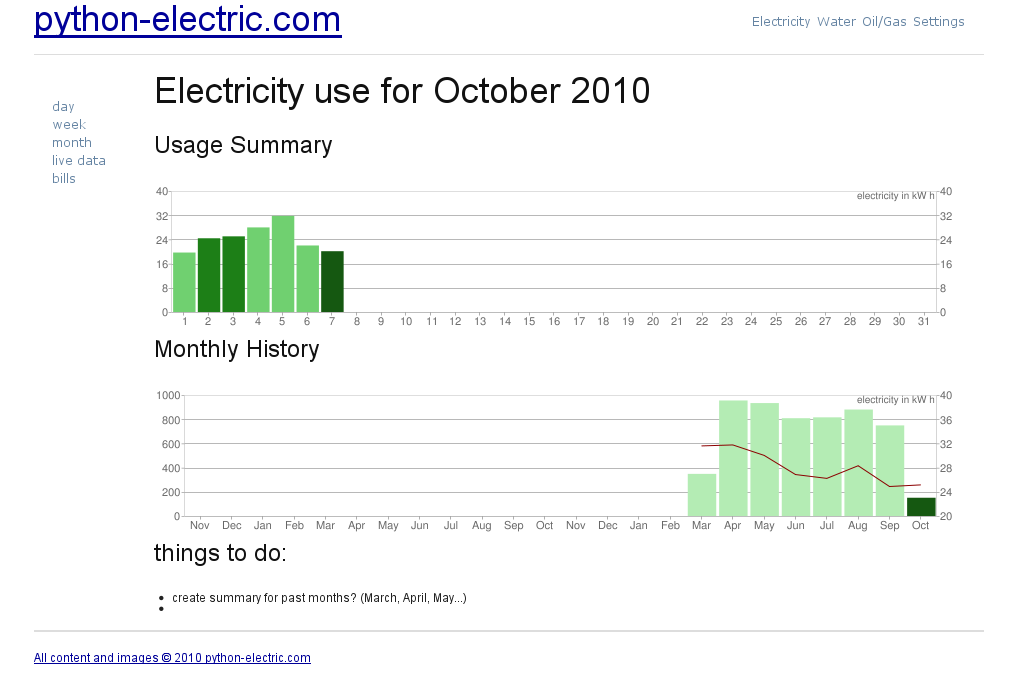 python-electric.com
Electricity Water Oil/Gas Settings
day
week
month
live data
bills
Electricity use for October 2010
Usage Summary
electricity in kW h
40 40
32 32
24 24
16 16
8 8
0 0
1 2 3 4 5 6 7 8 9 10 11 12 13 14 15 16 17 18 19 20 21 22 23 24 25 26 27 28 29 30 31
Monthly History
electricity in kW h
1000 40
800 36
600 32
400 28
200 24
0 20
Nov Dec Jan Feb Mar Apr May Jun Jul Aug Sep Oct Nov Dec Jan Feb Mar Apr May Jun Jul Aug Sep Oct
things to do:
create summary for past months? (March, April, May...)
All content and images © 2010 python-electric.com